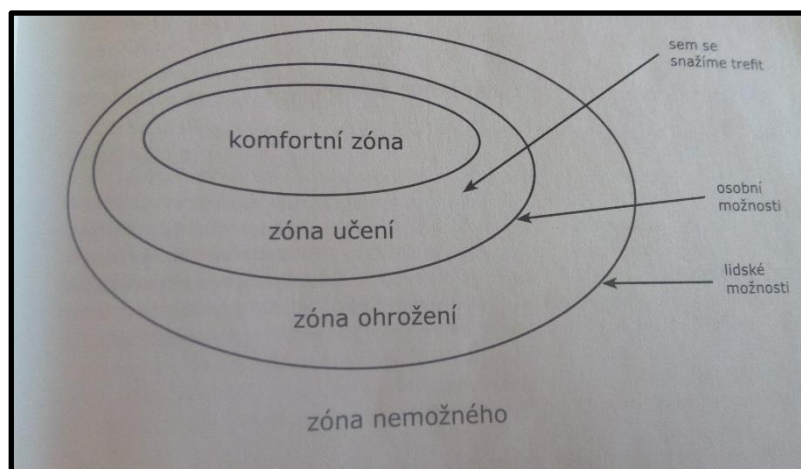 sem se
snažíme trefit
komfortní zóna
osobní
možnosti
zóna učení
lidské
možnosti
zóna ohrožení
zóna nemožného